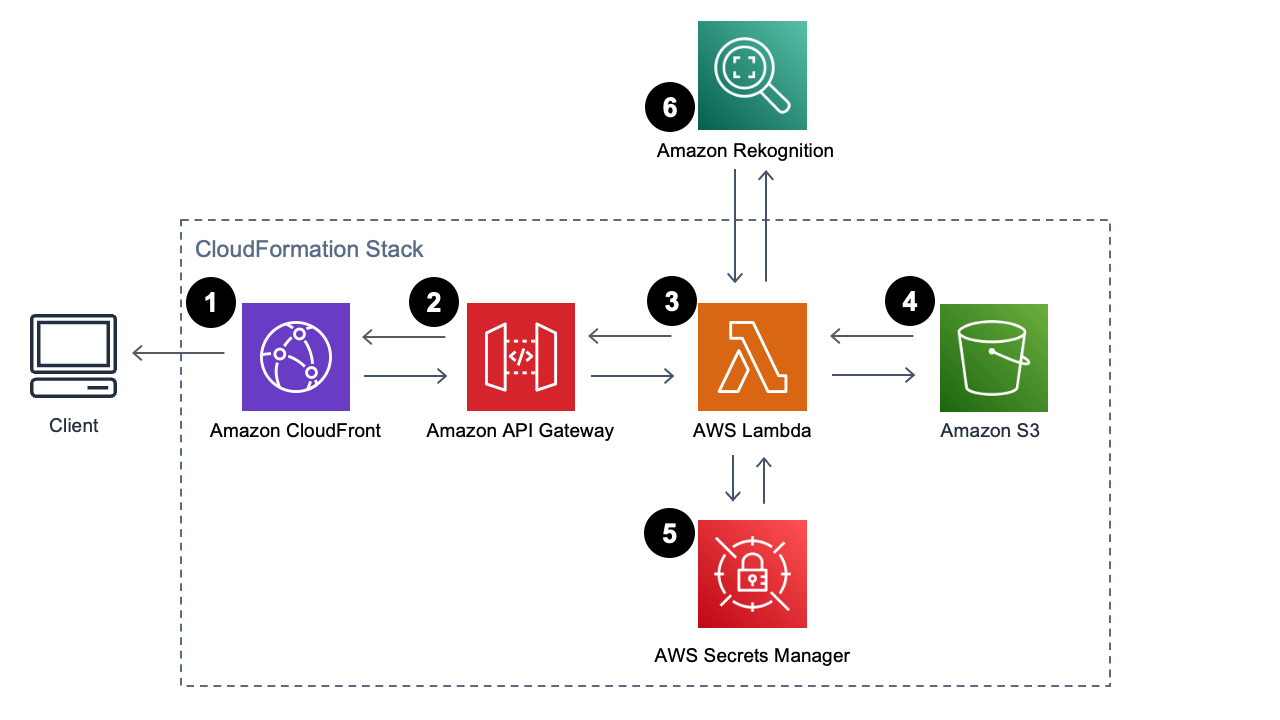 6
Amazon Rekognition
CloudFormation Stack
1
2
3
4
</>
Client
Amazon CloudFront
Amazon API Gateway
AWS Lambda
Amazon S3
5
AWS Secrets Manager